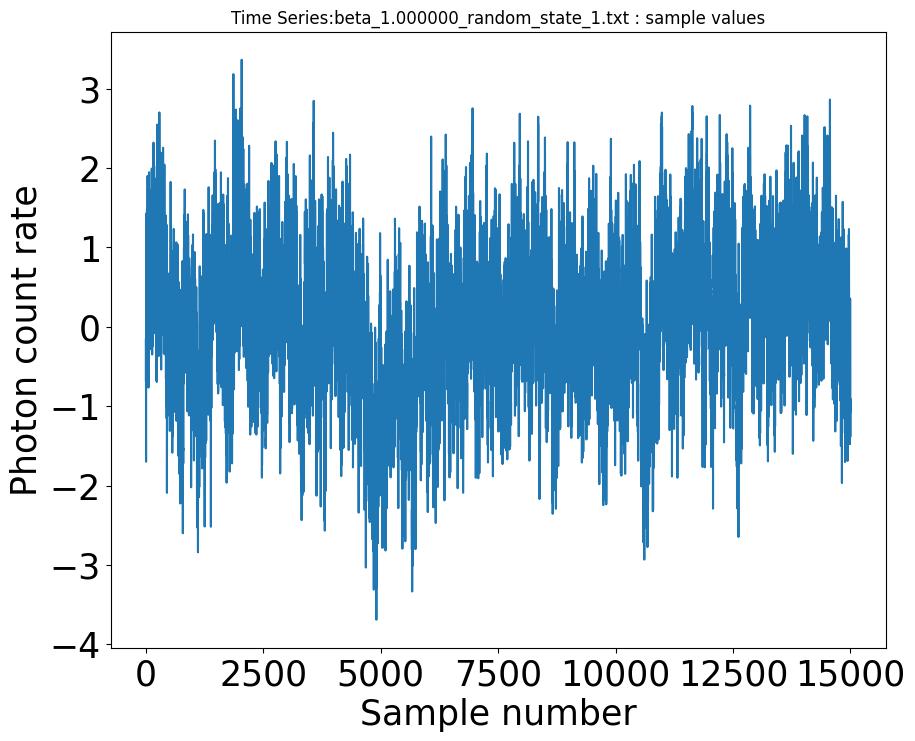 Time Series:beta_1.000000_random_state_1.txt : sample values
Photon count rate
3
2
1
0
−1
−2
−3
−4
0 2500 5000 7500 10000 12500 15000
Sample number